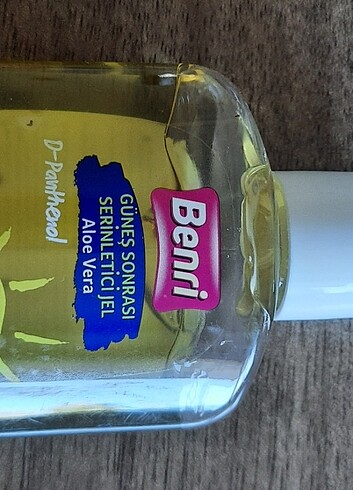 Benri
GÜNEŞ SONRASI
SERİNLETİCİ JEL
Aloe Vera
D-Panthenol